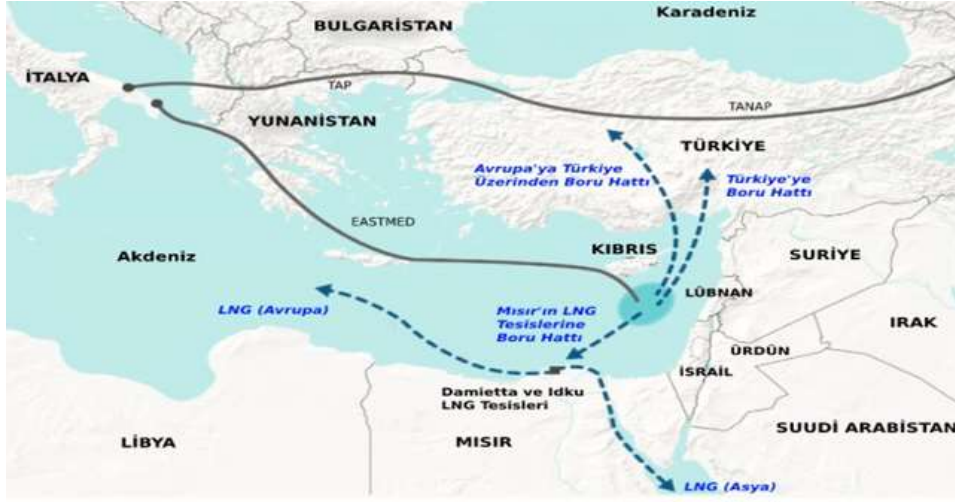 Karadeniz
BULGARİSTAN
İTALYA
TAP
TANAP
YUNANİSTAN
TÜRKİYE
Avrupa'ya Türkiye
Üzerinden Boru Hattı
Türkiye'ye
Boru Hattı
EASTMED
Akdeniz
KIBRIS
SURİYE
LÜBNAN
LNG (Avrupa)
Mısır'ın LNG
Tesislerine
Boru Hattı
IRAK
ÜRDÜN
İSRAİL
Damietta ve Idku
LNG Tesisleri
LİBYA
MISIR
SUUDİ ARABİSTAN
LNG (Asya)